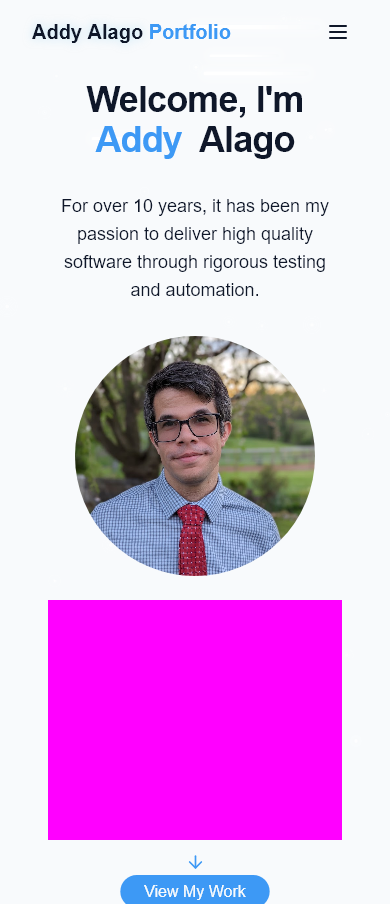 Addy Alago Portfolio
Welcome, I'm
Addy Alago
For over 10 years, it has been my
passion to deliver high quality
software through rigorous testing
and automation.
View My Work